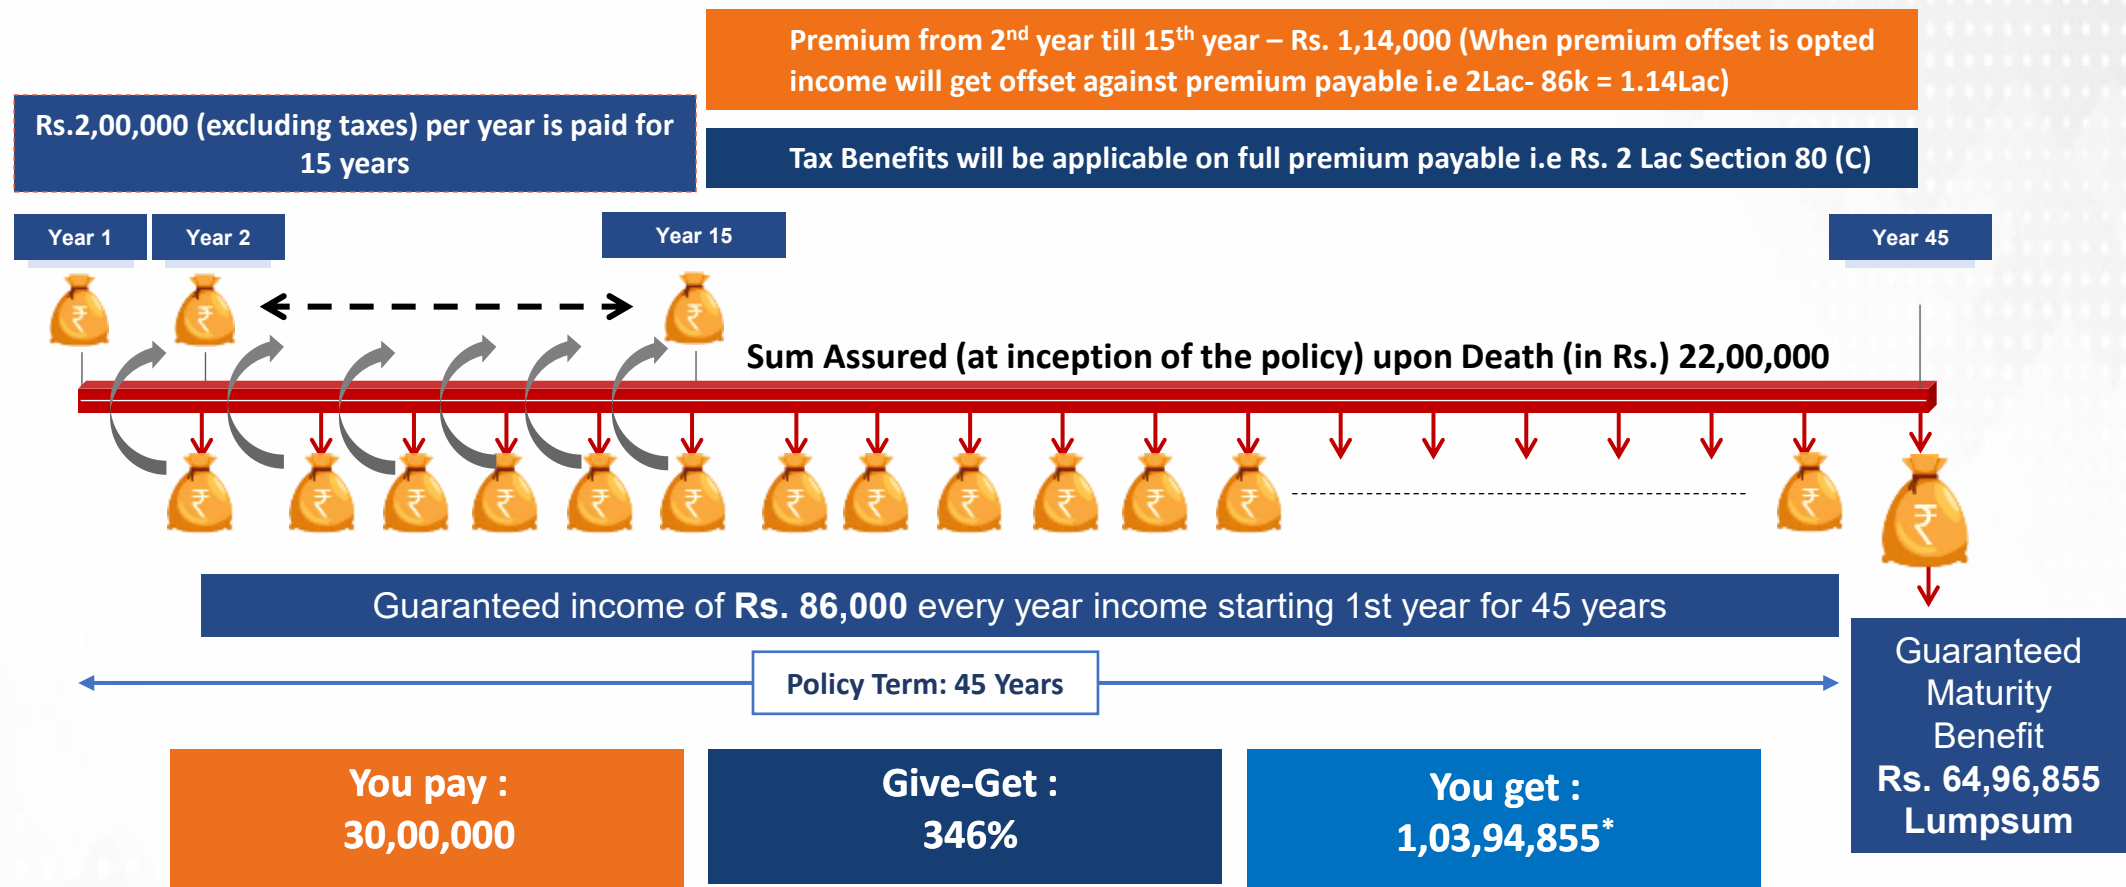 Premium from 2nd year till 15th year – Rs. 1,14,000 (When premium offset is opted
income will get offset against premium payable i.e 2Lac- 86k = 1.14Lac)
Rs.2,00,000 (excluding taxes) per year is paid for
15 years
Tax Benefits will be applicable on full premium payable i.e Rs. 2 Lac Section 80 (C)
Year 1
Year 2
Year 15
Year 45
₹
₹
₹
Sum Assured (at inception of the policy) upon Death (in Rs.) 22,00,000
₹
₹
₹
₹
₹
₹
₹
₹
₹
₹
₹
₹
₹
₹
Guaranteed income of Rs. 86,000 every year income starting 1st year for 45 years
Policy Term: 45 Years
Guaranteed
Maturity
Benefit
Rs. 64,96,855
Lumpsum
You pay :
30,00,000
Give-Get :
346%
You get :
1,03,94,855*